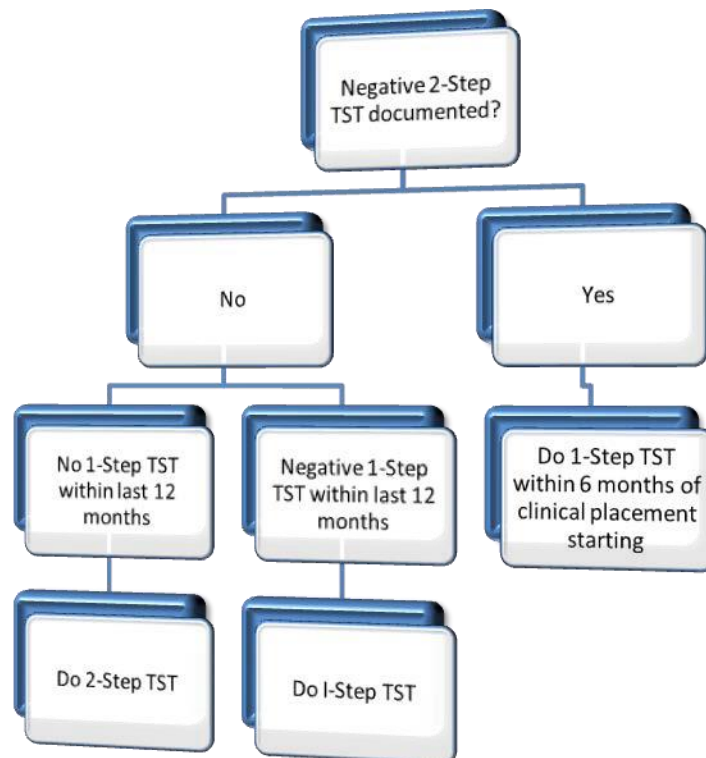 Negative 2-Step
TST documented?
No
Yes
No 1-Step TST
within last 12
months
Negative 1-Step
TST within last 12
months
Do 1-Step TST
within 6 months of
clinical placement
starting
Do 2-Step TST
Do I-Step TST